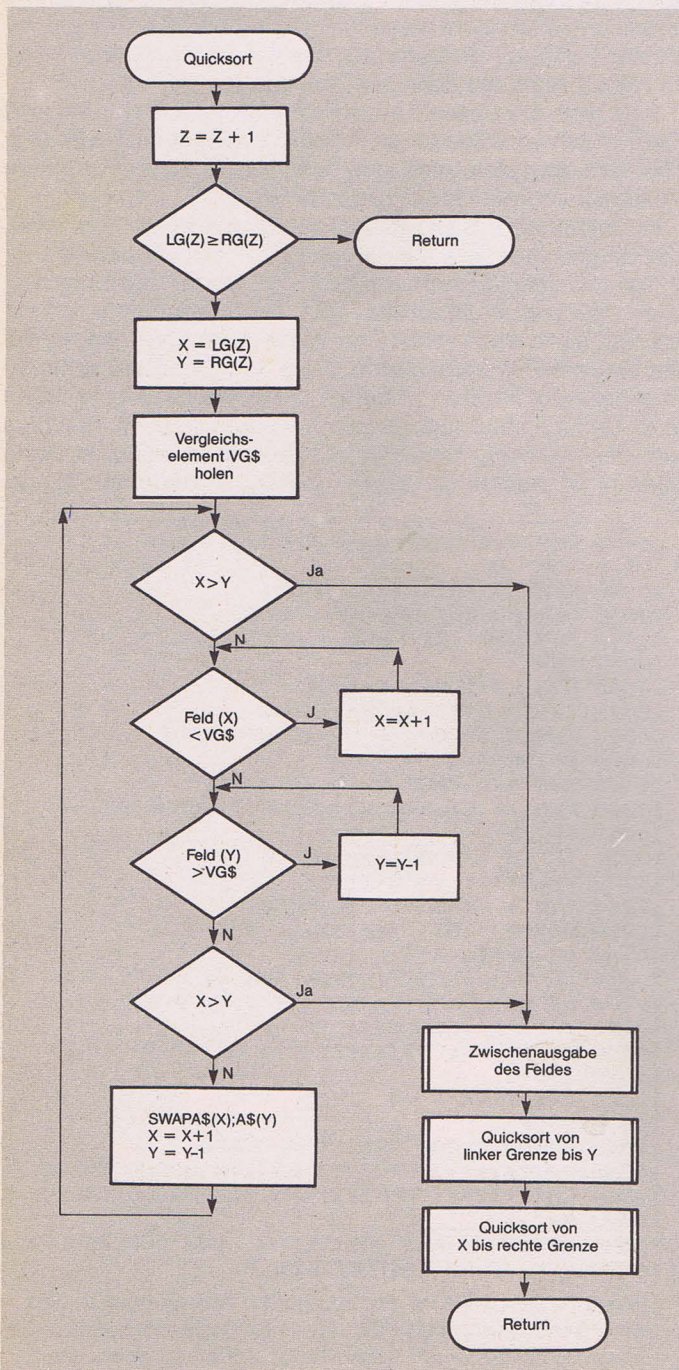 Quicksort
Z = Z + 1
LG(Z) ≥ RG(Z)
Return
X = LG(Z)
Y = RG(Z)
Vergleichs-
element VG$
holen
X > Y
Ja
N
Feld (X)
< VG$
J
X=X+1
N
Feld (Y)
> VG$
J
Y=Y-1
N
X > Y
Ja
N
SWAPA$(X);A$(Y)
X = X+1
Y = Y-1
Zwischenausgabe
des Feldes
Quicksort von
linker Grenze bis Y
Quicksort von
X bis rechte Grenze
Return